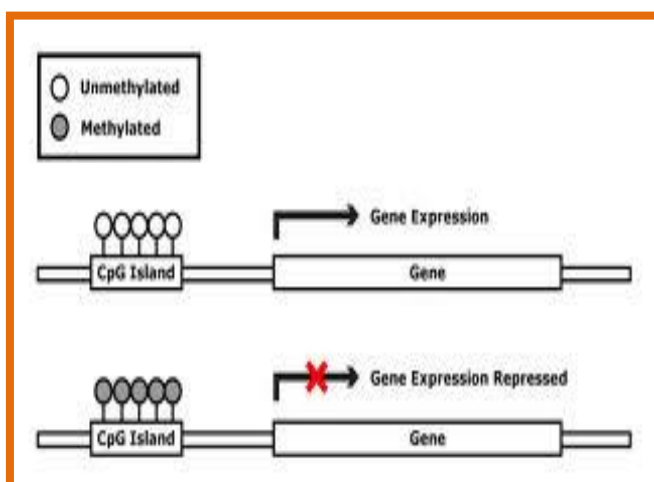 Unmethylated
Methylated
Gene Expression
CpG Island
Gene
Gene Expression Repressed
CpG Island
Gene